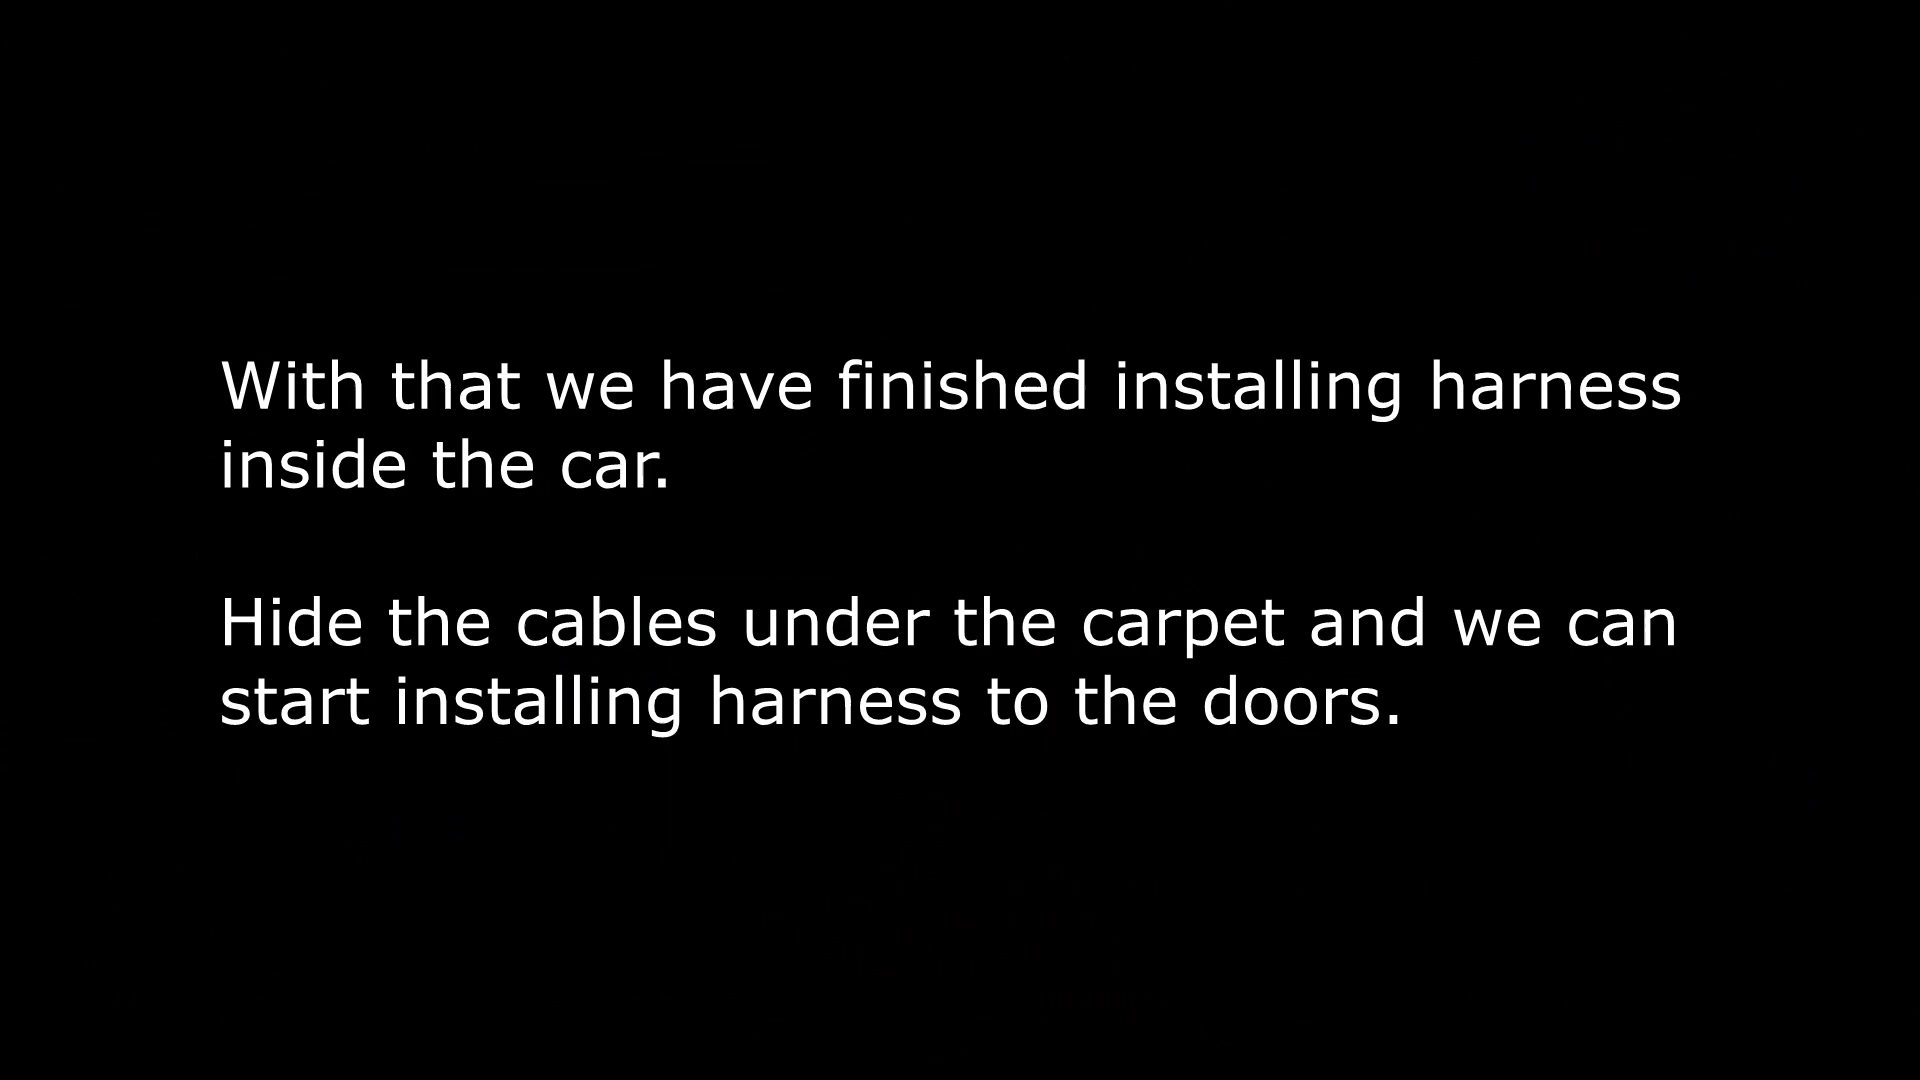 With that we have finished installing harness
inside the car.
Hide the cables under the carpet and we can
start installing harness to the doors.